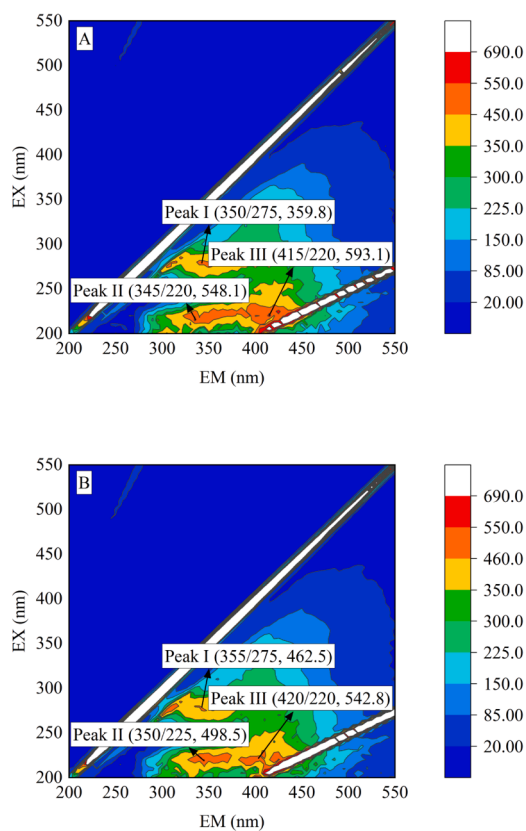 A
EX (nm)
550
500
450
400
350
300
250
200
Peak I (350/275, 359.8)
Peak III (415/220, 593.1)
Peak II (345/220, 548.1)
200 250 300 350 400 450 500 550
EM (nm)
690.0
550.0
450.0
350.0
300.0
225.0
150.0
85.00
20.00
B
EX (nm)
550
500
450
400
350
300
250
200
Peak I (355/275, 462.5)
Peak III (420/220, 542.8)
Peak II (350/225, 498.5)
200 250 300 350 400 450 500 550
EM (nm)
690.0
550.0
450.0
350.0
300.0
225.0
150.0
85.00
20.00